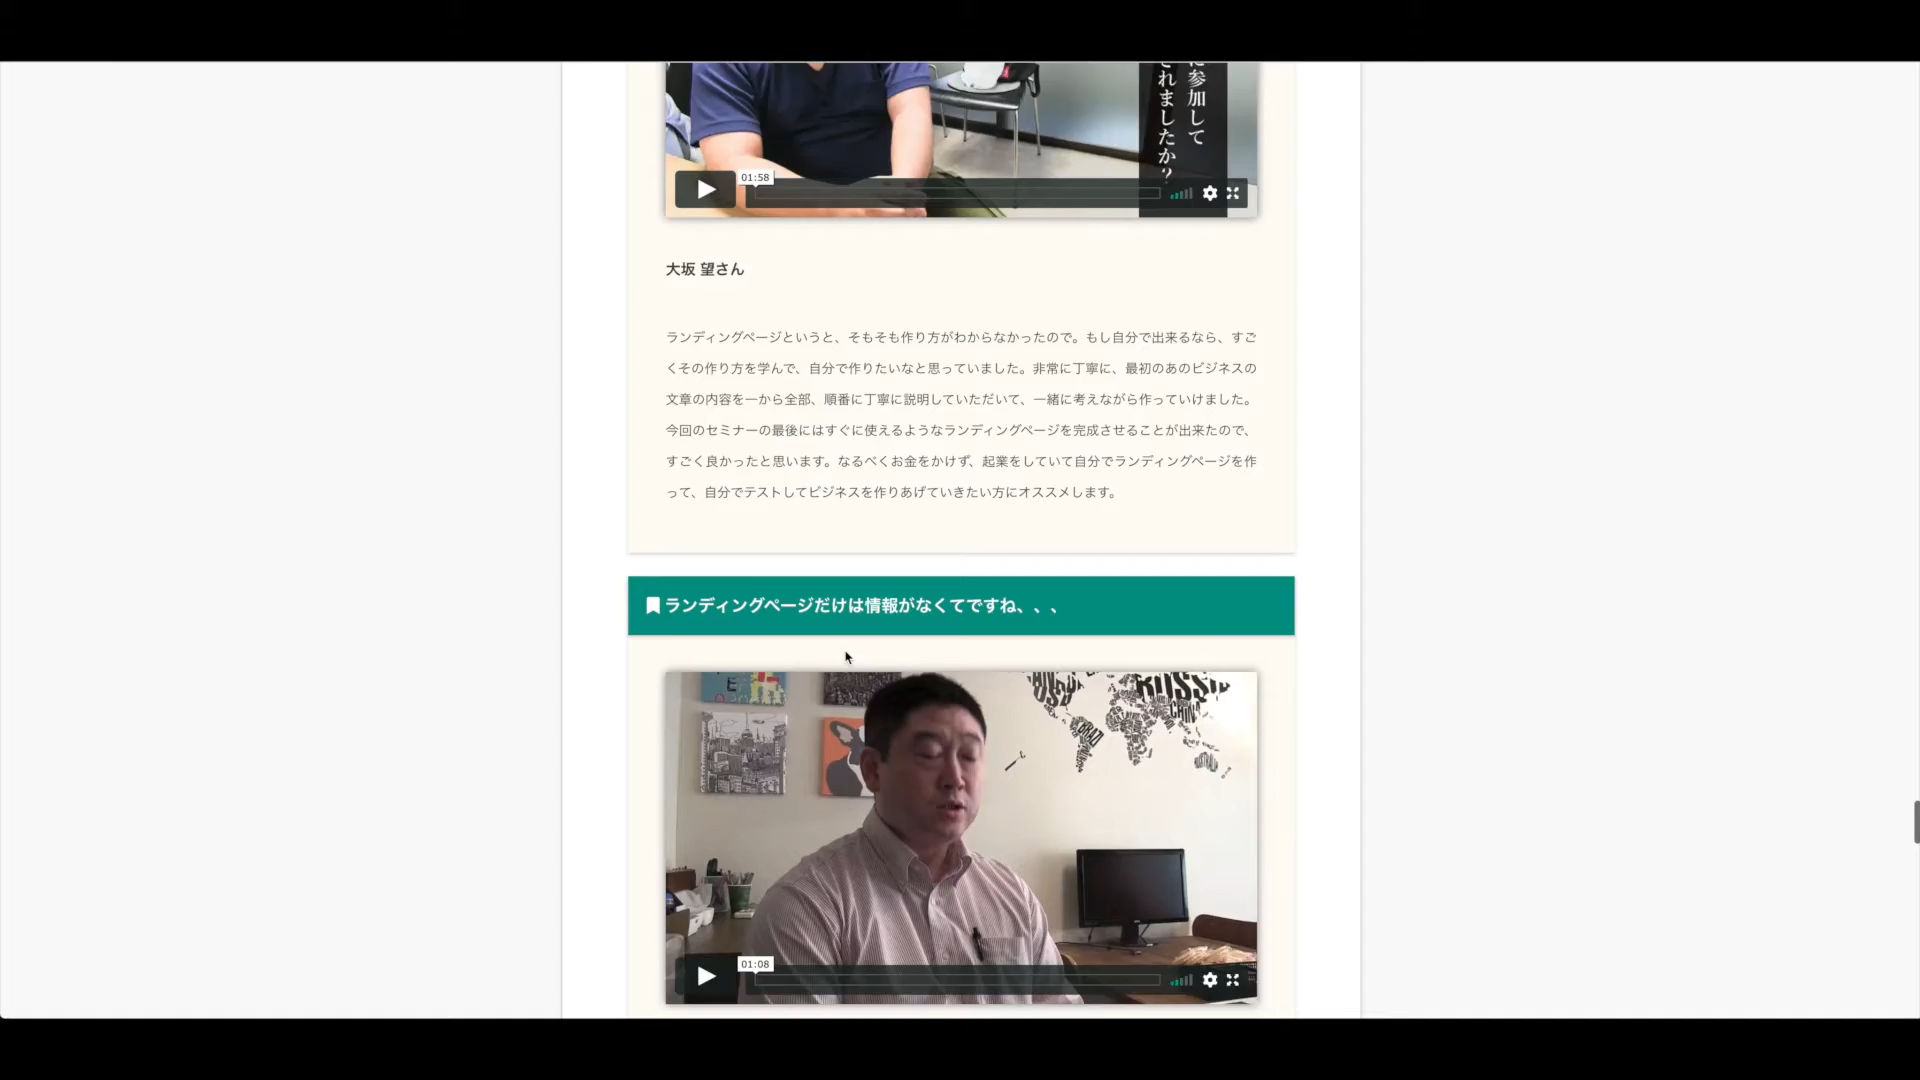 に参加して
されましたか？
01:58
大坂 望さん
ランディングページというと、そもそも作り方がわからなかったので。もし自分で出来るなら、すご
くその作り方を学んで、自分で作りたいなと思っていました。非常に丁寧に、最初のあのビジネスの
文章の内容を一から全部、順番に丁寧に説明していただいて、一緒に考えながら作っていけました。
今回のセミナーの最後にはすぐに使えるようなランディングページを完成させることが出来たので、
すごく良かったと思います。なるべくお金をかけず、起業をしていて自分でランディングページを作
って、自分でテストしてビジネスを作りあげていきたい方にオススメします。
ランディングページだけは情報がなくてですね、、、
RUSSIA
CHINA
BRAZIL
AUSTRALIA
01:08